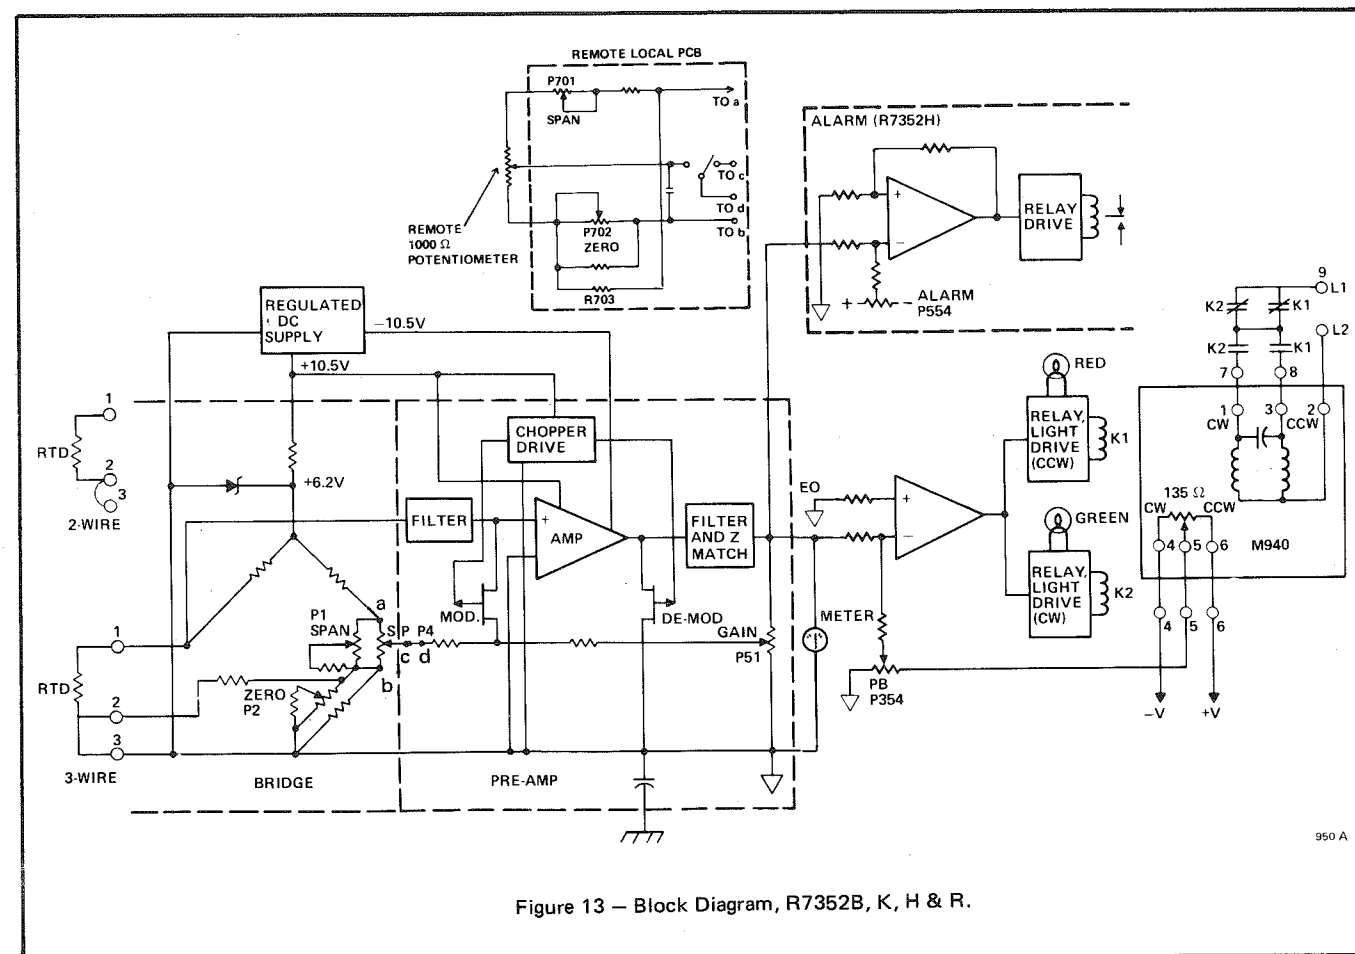 REMOTE LOCAL PCB
P701
SPAN
TO a
TO c
TO d
TO b
P702
ZERO
R703
REMOTE
1000 Ω
POTENTIOMETER
ALARM (R7352H)
+
−
RELAY
DRIVE
+ − ALARM
P554
REGULATED
DC
SUPPLY
−10.5V
+10.5V
+6.2V
1
RTD
2
3
2-WIRE
CHOPPER
DRIVE
FILTER
+
AMP
FILTER
AND Z
MATCH
MOD.
DE-MOD
GAIN
P51
a
P1
SPAN
S.P. P4
c d
b
ZERO
P2
1
RTD
2
3
3-WIRE
BRIDGE
PRE-AMP
EO
+
−
METER
PB
P354
RED
RELAY,
LIGHT
DRIVE
(CCW)
K1
GREEN
RELAY,
LIGHT
DRIVE
(CW)
K2
9
L1
K2 K1
L2
K2 K1
7 8
1 3 2
CW CCW
135 Ω
CW CCW
4 5 6
M940
4 5 6
−V +V
950 A
Figure 13 — Block Diagram, R7352B, K, H & R.